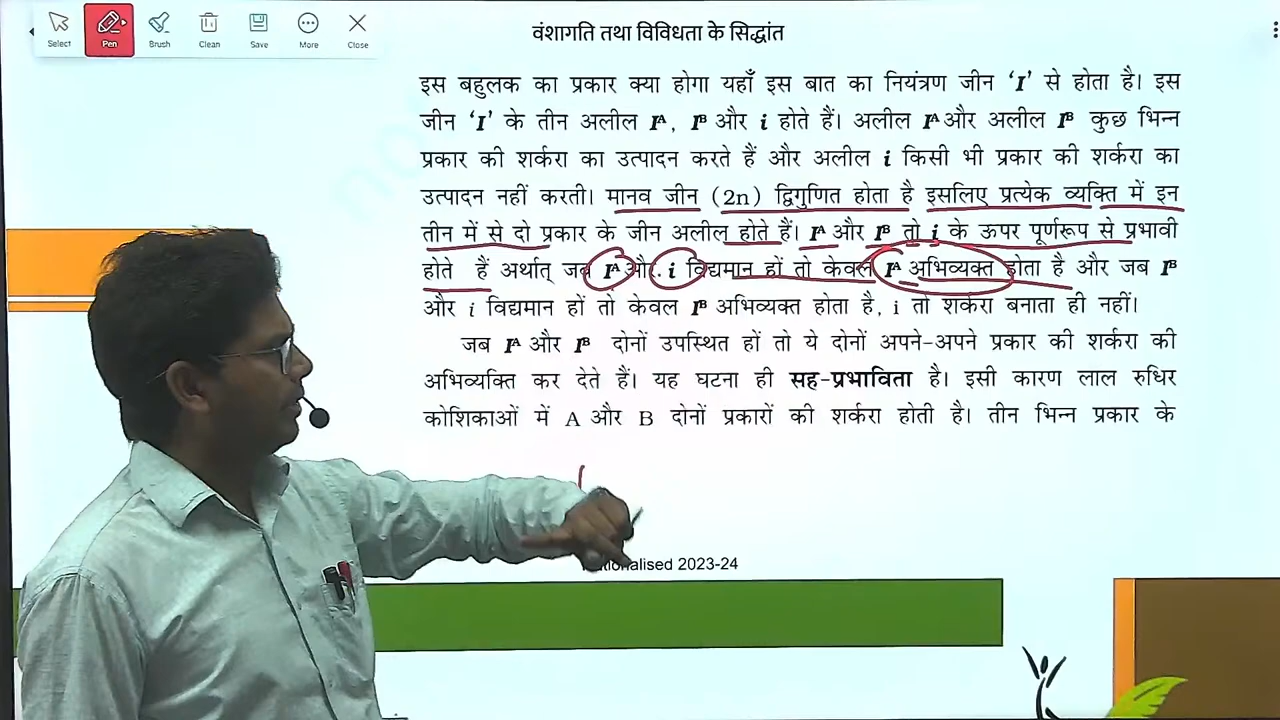 Select Pen Brush Clean Save More Close
वंशागति तथा विविधता के सिद्धांत
इस बहुलक का प्रकार क्या होगा यहाँ इस बात का नियंत्रण जीन ‘I’ से होता है। इस
जीन ‘I’ के तीन अलील Iᴬ, Iᴮ और i होते हैं। अलील Iᴬ और अलील Iᴮ कुछ भिन्न
प्रकार की शर्करा का उत्पादन करते हैं और अलील i किसी भी प्रकार की शर्करा का
उत्पादन नहीं करती। मानव जीन (2n) द्विगुणित होता है इसलिए प्रत्येक व्यक्ति में इन
तीन में से दो प्रकार के जीन अलील होते हैं। Iᴬ और Iᴮ तो i के ऊपर पूर्णरूप से प्रभावी
होते हैं अर्थात् जब Iᴬ और i विद्यमान हों तो केवल Iᴬ अभिव्यक्त होता है और जब Iᴮ
और i विद्यमान हों तो केवल Iᴮ अभिव्यक्त होता है, i तो शर्करा बनाता ही नहीं।
जब Iᴬ और Iᴮ दोनों उपस्थित हों तो ये दोनों अपने-अपने प्रकार की शर्करा की
अभिव्यक्ति कर देते हैं। यह घटना ही सह-प्रभाविता है। इसी कारण लाल रुधिर
कोशिकाओं में A और B दोनों प्रकारों की शर्करा होती है। तीन भिन्न प्रकार के
2023-24